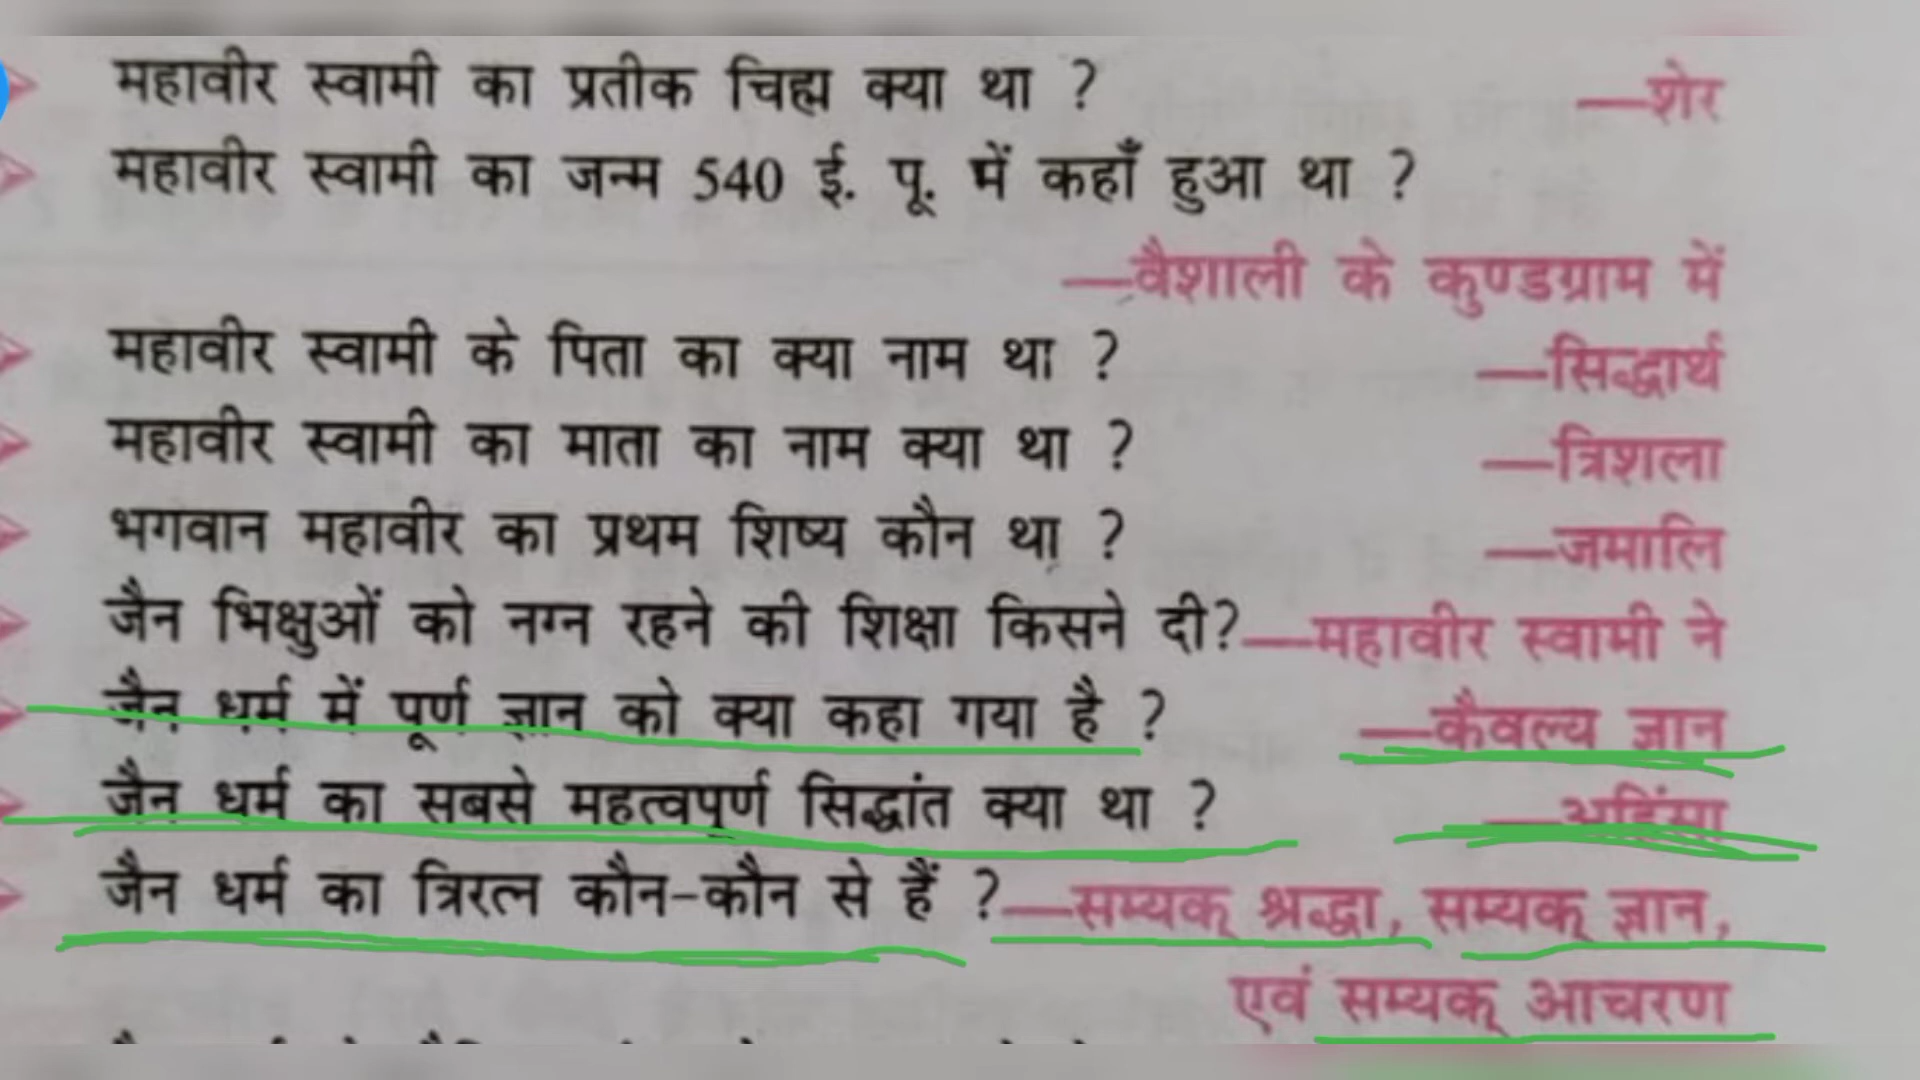 महावीर स्वामी का प्रतीक चिह्म क्या था ? —शेर
महावीर स्वामी का जन्म 540 ई. पू. में कहाँ हुआ था ?
—वैशाली के कुण्डग्राम में
महावीर स्वामी के पिता का क्या नाम था ? —सिद्धार्थ
महावीर स्वामी का माता का नाम क्या था ? —त्रिशला
भगवान महावीर का प्रथम शिष्य कौन था ? —जमालि
जैन भिक्षुओं को नग्न रहने की शिक्षा किसने दी? —महावीर स्वामी ने
जैन धर्म में पूर्ण ज्ञान को क्या कहा गया है ? —कैवल्य ज्ञान
जैन धर्म का सबसे महत्वपूर्ण सिद्धांत क्या था ? —अहिंसा
जैन धर्म का त्रिरत्न कौन-कौन से हैं ? —सम्यक् श्रद्धा, सम्यक् ज्ञान,
एवं सम्यक् आचरण